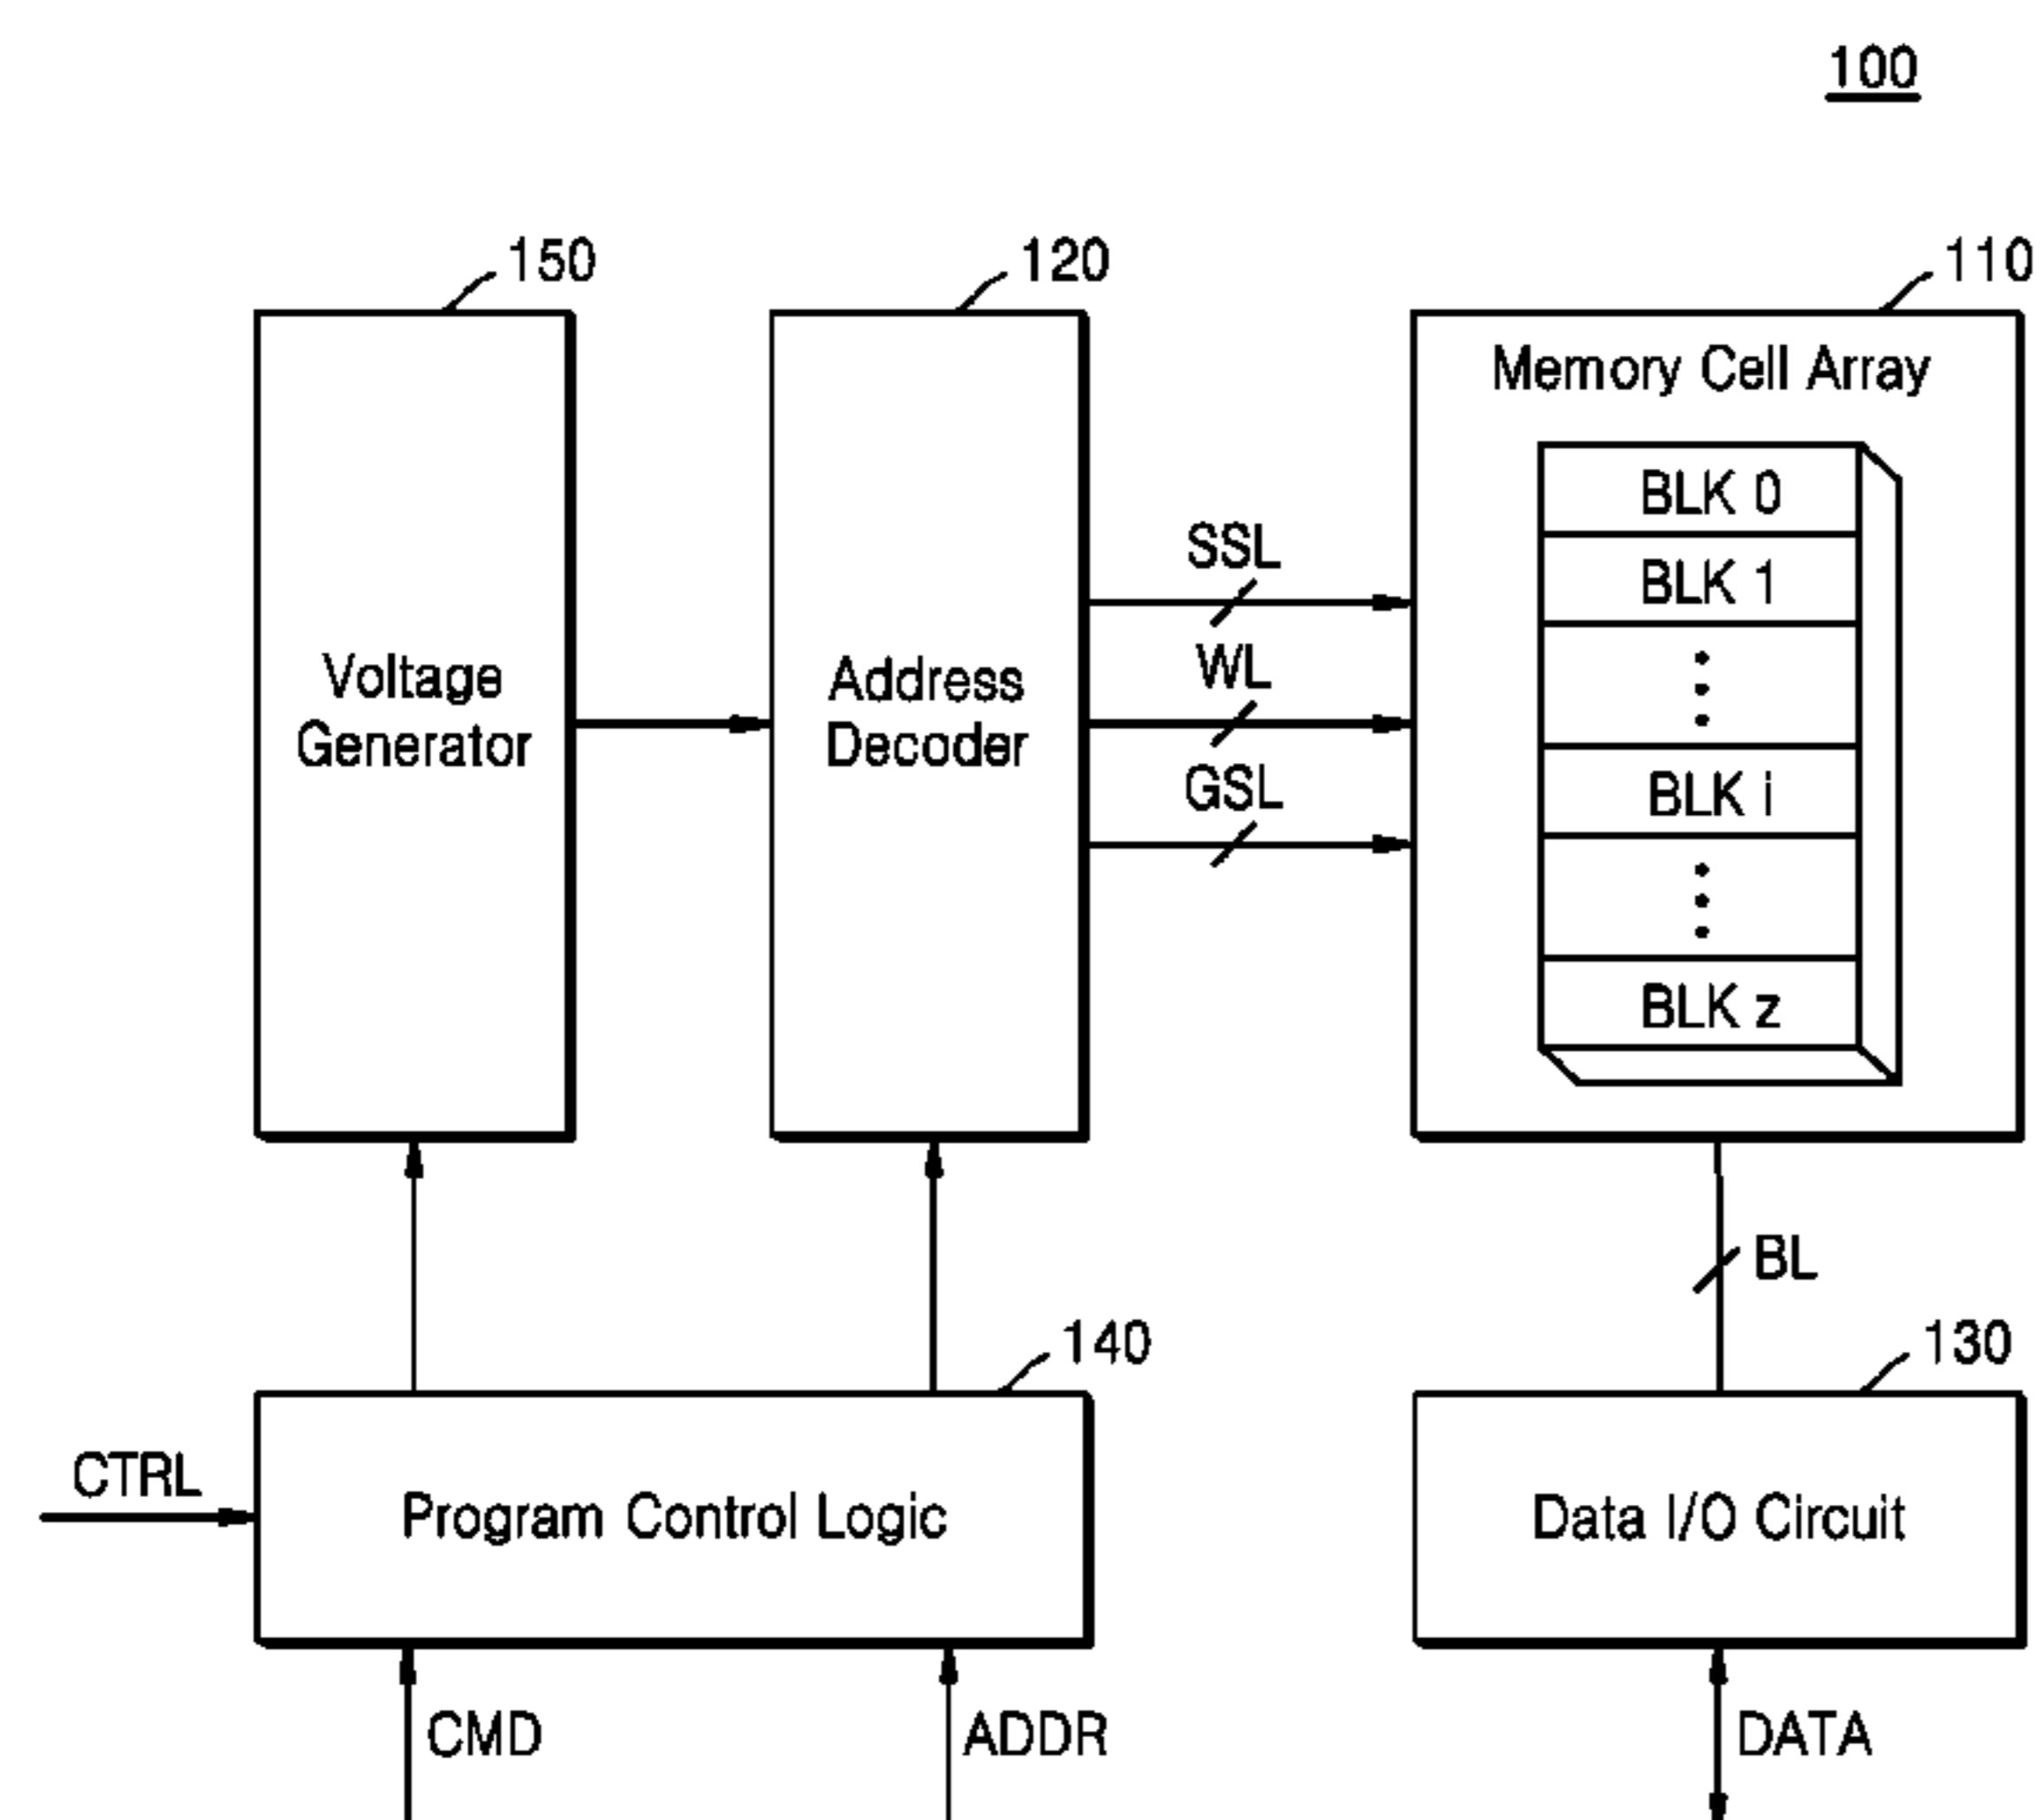 100
150
120
110
Memory Cell Array
BLK 0
BLK 1
BLK i
BLK z
Voltage
Generator
Address
Decoder
SSL
WL
GSL
BL
140
130
CTRL
Program Control Logic
Data I/O Circuit
CMD
ADDR
DATA